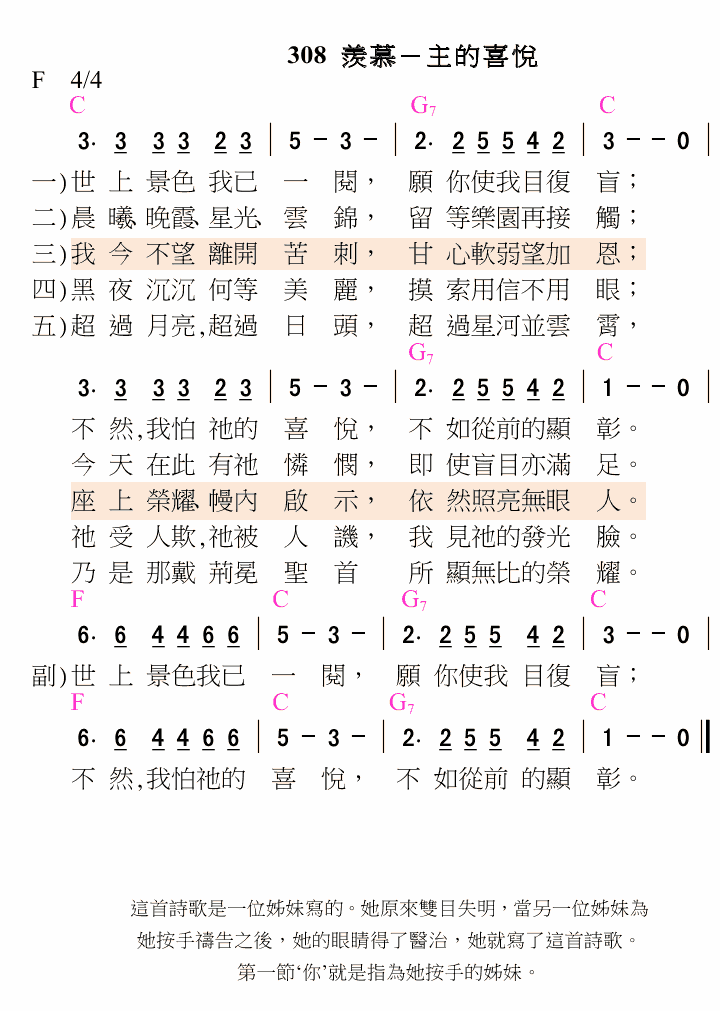 308 羨慕－主的喜悅
F 4/4
C G7 C
3· 3 3 3 2 3 | 5 － 3 － | 2· 2 5 5 4 2 | 3 － － 0 |
一)世上景色我已一閱，願你使我目復盲；
二)晨曦、晚霞、星光、雲錦，留等樂園再接觸；
三)我今不望離開苦刺，甘心軟弱望加恩；
四)黑夜沉沉何等美麗，摸索用信不用眼；
五)超過月亮,超過日頭，超過星河並雲霄，
G7 C
3· 3 3 3 2 3 | 5 － 3 － | 2· 2 5 5 4 2 | 1 － － 0 |
不然,我怕祂的喜悅，不如從前的顯彰。
今天在此有祂憐憫，即使盲目亦滿足。
座上榮耀、幔內啟示，依然照亮無眼人。
祂受人欺,祂被人譏，我見祂的發光臉。
乃是那戴荊冕聖首所顯無比的榮耀。
F C G7 C
6· 6 4 4 6 6 | 5 － 3 － | 2· 2 5 5 4 2 | 3 － － 0 |
副)世上景色我已一閱，願你使我目復盲；
F C G7 C
6· 6 4 4 6 6 | 5 － 3 － | 2· 2 5 5 4 2 | 1 － － 0 ||
不然,我怕祂的喜悅，不如從前的顯彰。
這首詩歌是一位姊妹寫的。她原來雙目失明，當另一位姊妹為
她按手禱告之後，她的眼睛得了醫治，她就寫了這首詩歌。
第一節‘你’就是指為她按手的姊妹。